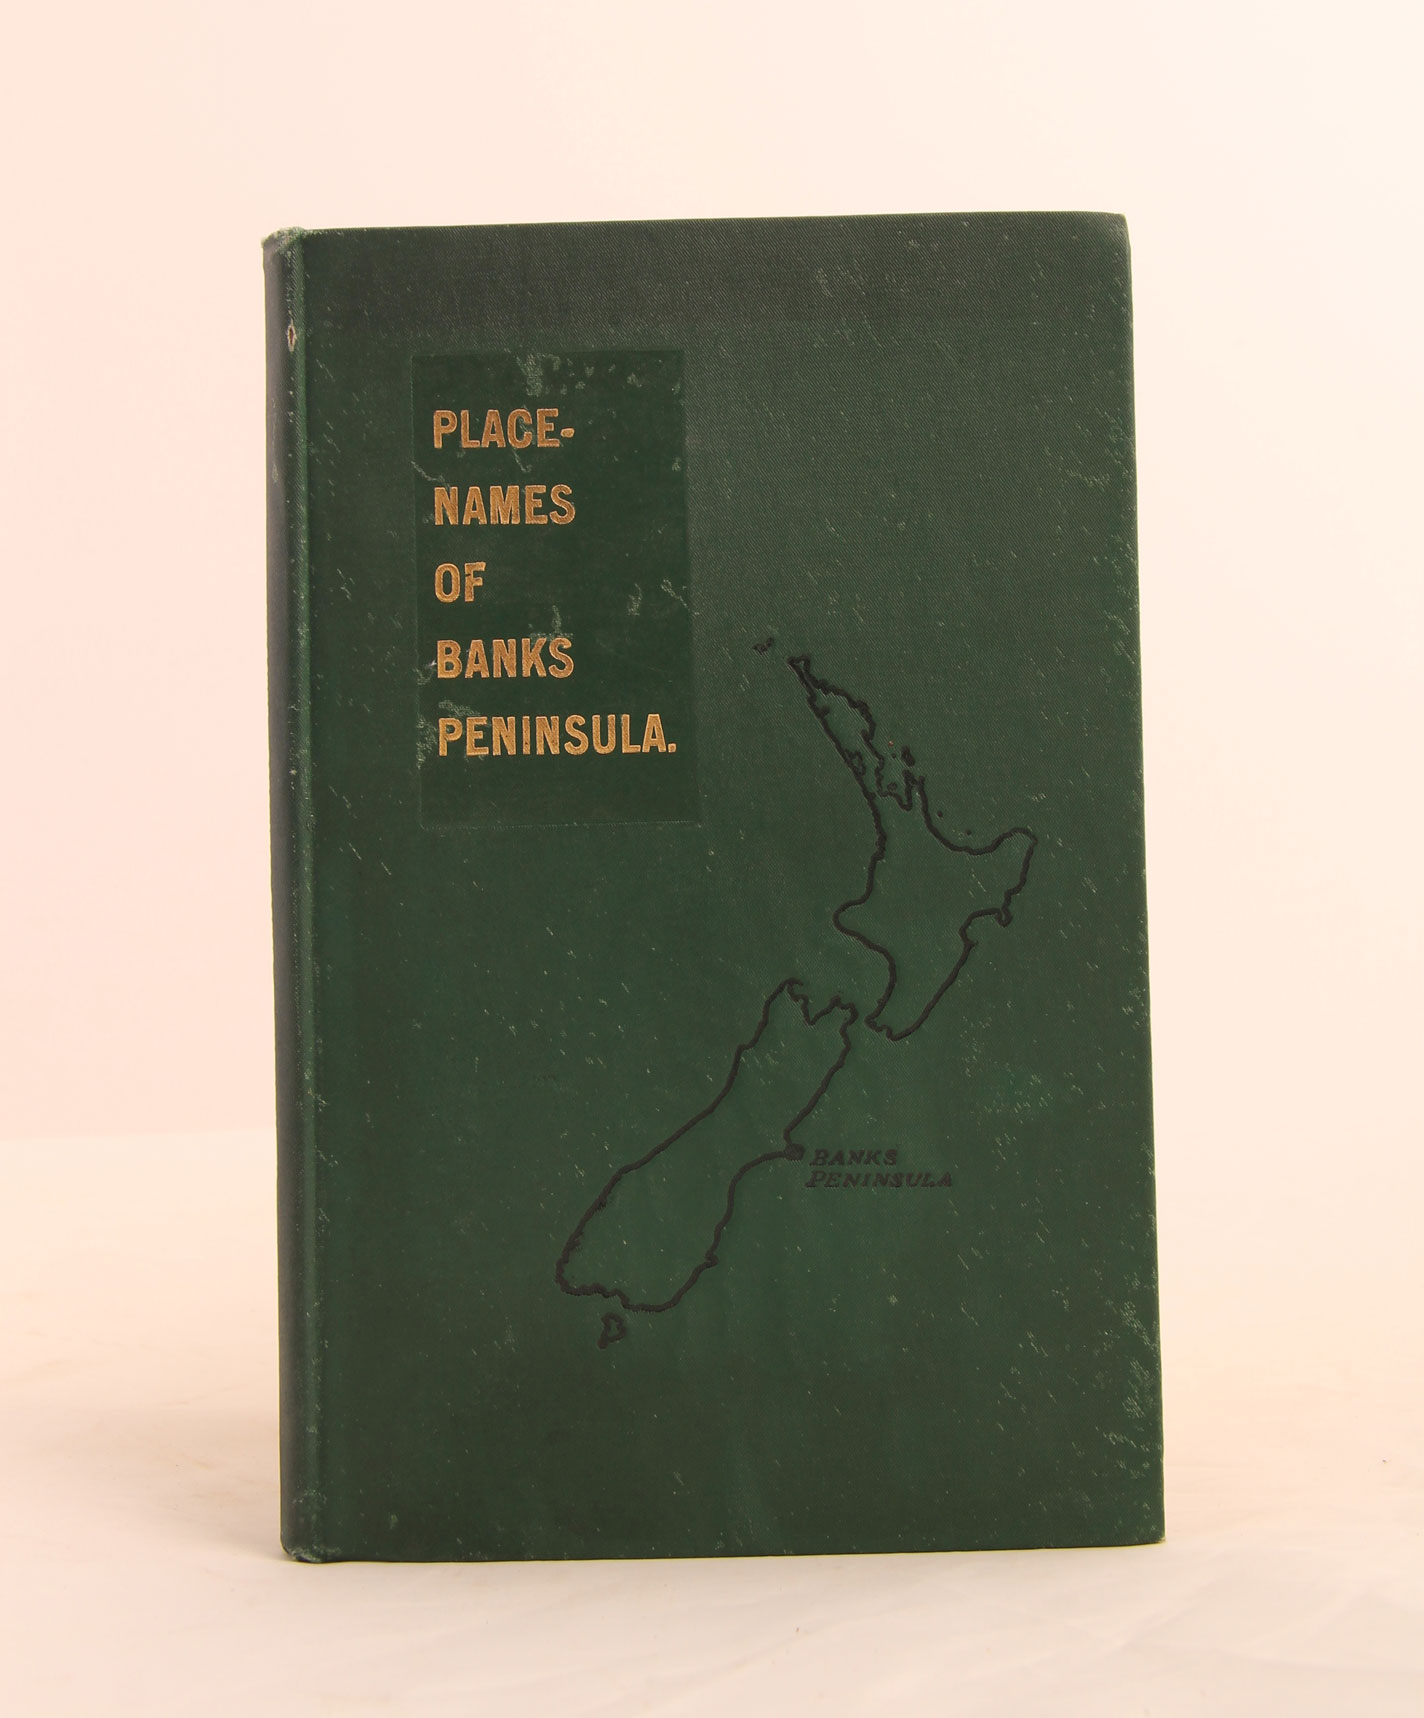 PLACE-
NAMES
OF
BANKS
PENINSULA.
BANKS
PENINSULA